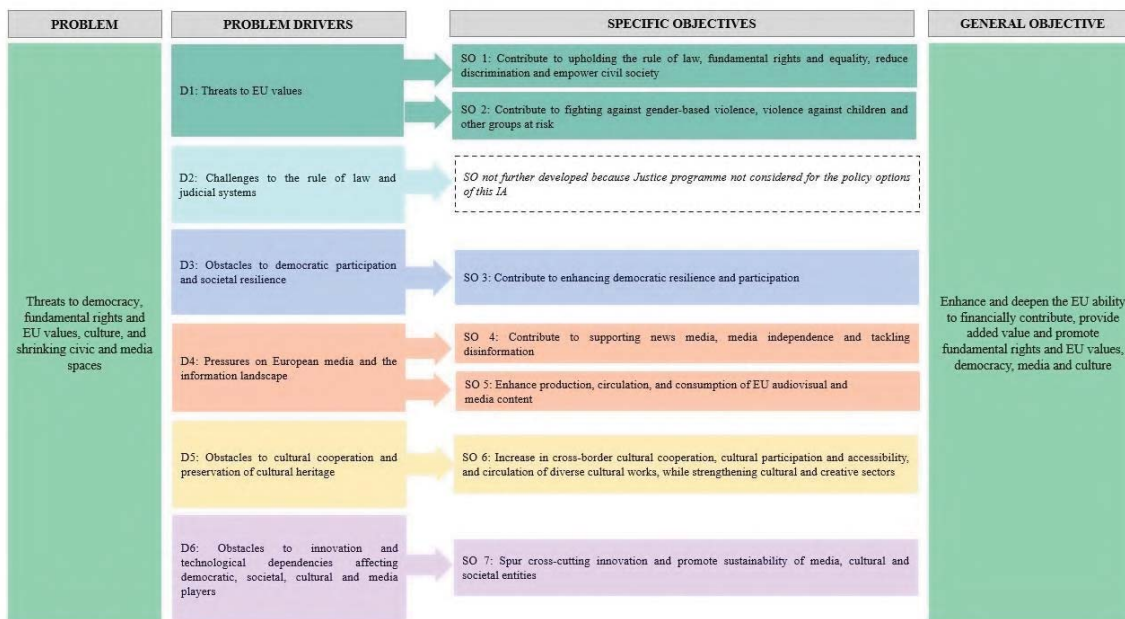 PROBLEM
PROBLEM DRIVERS
SPECIFIC OBJECTIVES
GENERAL OBJECTIVE
Threats to democracy,
fundamental rights and
EU values, culture, and
shrinking civic and media
spaces
D1: Threats to EU values
SO 1: Contribute to upholding the rule of law, fundamental rights and equality, reduce
discrimination and empower civil society
SO 2: Contribute to fighting against gender-based violence, violence against children and
other groups at risk
D2: Challenges to the rule of law and
judicial systems
SO not further developed because Justice programme not considered for the policy options
of this IA
D3: Obstacles to democratic participation
and societal resilience
SO 3: Contribute to enhancing democratic resilience and participation
D4: Pressures on European media and the
information landscape
SO 4: Contribute to supporting news media, media independence and tackling
disinformation
SO 5: Enhance production, circulation, and consumption of EU audiovisual and
media content
D5: Obstacles to cultural cooperation and
preservation of cultural heritage
SO 6: Increase in cross-border cultural cooperation, cultural participation and accessibility,
and circulation of diverse cultural works, while strengthening cultural and creative sectors
D6: Obstacles to innovation and
technological dependencies affecting
democratic, societal, cultural and media
players
SO 7: Spur cross-cutting innovation and promote sustainability of media, cultural and
societal entities
Enhance and deepen the EU ability
to financially contribute, provide
added value and promote
fundamental rights and EU values,
democracy, media and culture